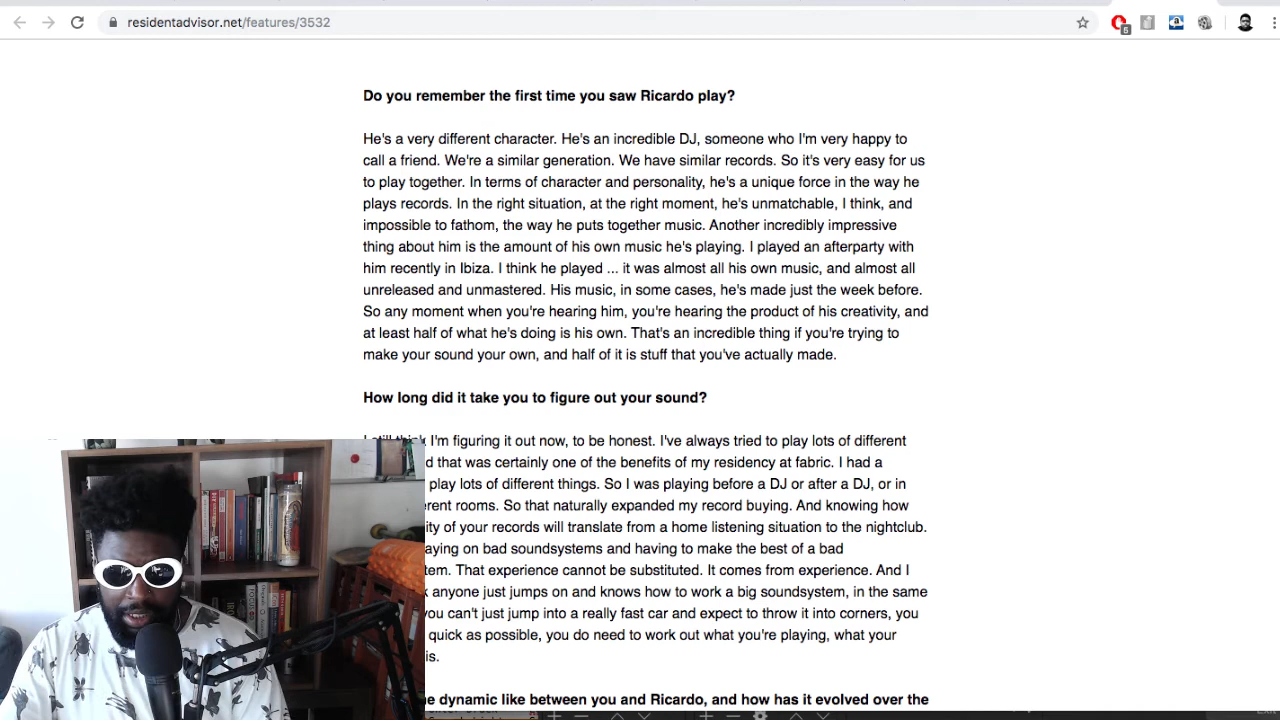 residentadvisor.net/features/3532
5
Do you remember the first time you saw Ricardo play?
He's a very different character. He's an incredible DJ, someone who I'm very happy to
call a friend. We're a similar generation. We have similar records. So it's very easy for us
to play together. In terms of character and personality, he's a unique force in the way he
plays records. In the right situation, at the right moment, he's unmatchable, I think, and
impossible to fathom, the way he puts together music. Another incredibly impressive
thing about him is the amount of his own music he's playing. I played an afterparty with
him recently in Ibiza. I think he played ... it was almost all his own music, and almost all
unreleased and unmastered. His music, in some cases, he's made just the week before.
So any moment when you're hearing him, you're hearing the product of his creativity, and
at least half of what he's doing is his own. That's an incredible thing if you're trying to
make your sound your own, and half of it is stuff that you've actually made.
How long did it take you to figure out your sound?
I still think I'm figuring it out now, to be honest. I've always tried to play lots of different
d that was certainly one of the benefits of my residency at fabric. I had a
play lots of different things. So I was playing before a DJ or after a DJ, or in
erent rooms. So that naturally expanded my record buying. And knowing how
ity of your records will translate from a home listening situation to the nightclub.
aying on bad soundsystems and having to make the best of a bad
tem. That experience cannot be substituted. It comes from experience. And I
k anyone just jumps on and knows how to work a big soundsystem, in the same
you can't just jump into a really fast car and expect to throw it into corners, you
quick as possible, you do need to work out what you're playing, what your
is.
e dynamic like between you and Ricardo, and how has it evolved over the